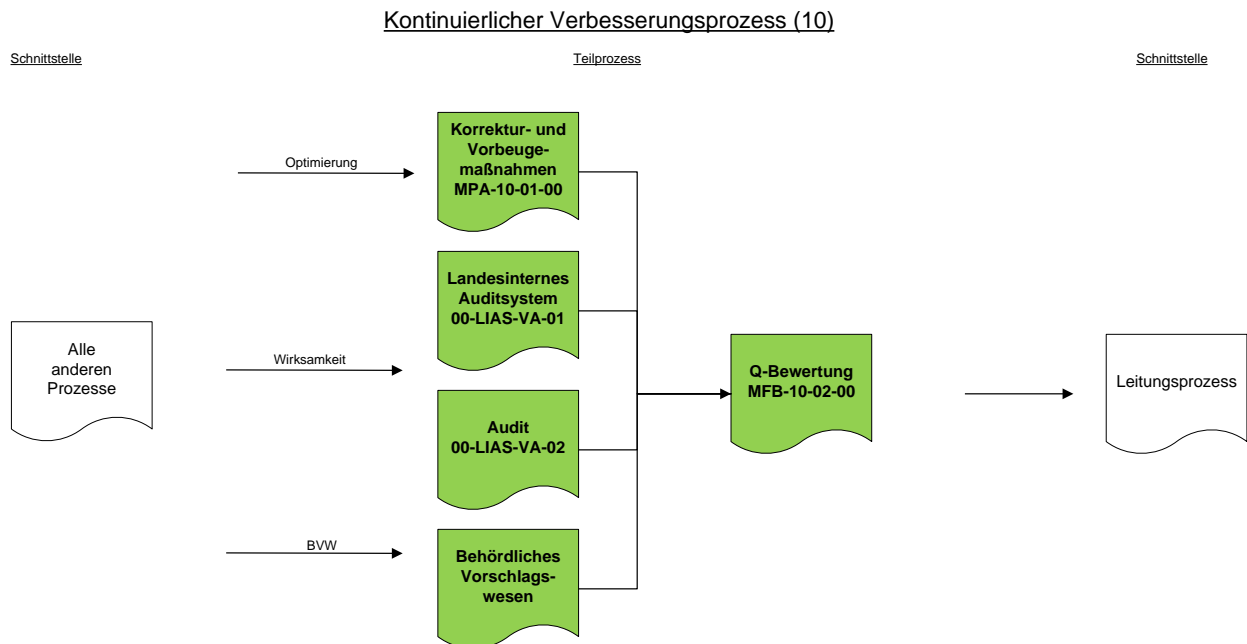 Kontinuierlicher Verbesserungsprozess (10)
Schnittstelle
Teilprozess
Schnittstelle
Korrektur- und
Vorbeuge-
maßnahmen
MPA-10-01-00
Optimierung
Landesinternes
Auditsystem
00-LIAS-VA-01
Alle
anderen
Prozesse
Wirksamkeit
Q-Bewertung
MFB-10-02-00
Leitungsprozess
Audit
00-LIAS-VA-02
BVW
Behördliches
Vorschlags-
wesen